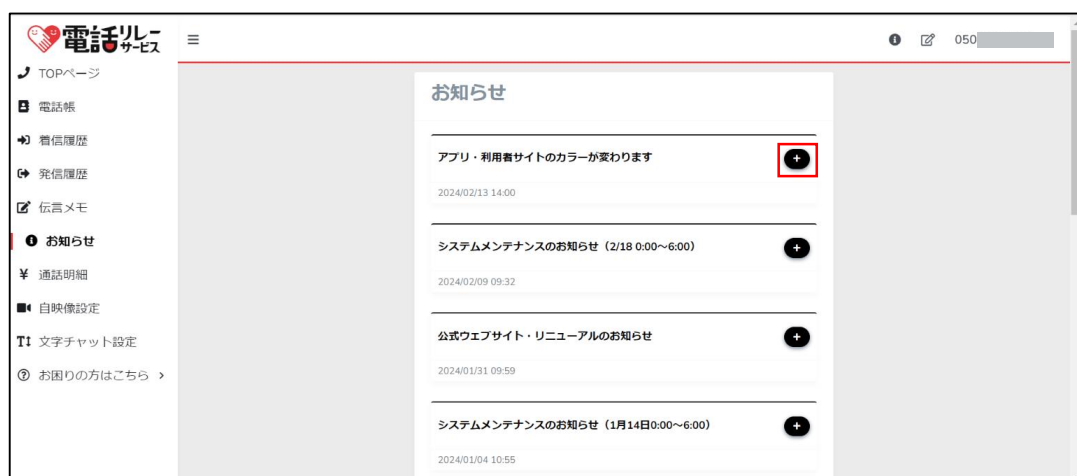 電話リレーサービス
050
TOPページ
電話帳
着信履歴
発信履歴
伝言メモ
お知らせ
通話明細
自映像設定
文字チャット設定
お困りの方はこちら
お知らせ
アプリ・利用者サイトのカラーが変わります
2024/02/13 14:00
システムメンテナンスのお知らせ（2/18 0:00～6:00）
2024/02/09 09:32
公式ウェブサイト・リニューアルのお知らせ
2024/01/31 09:59
システムメンテナンスのお知らせ（1月14日0:00～6:00）
2024/01/04 10:55